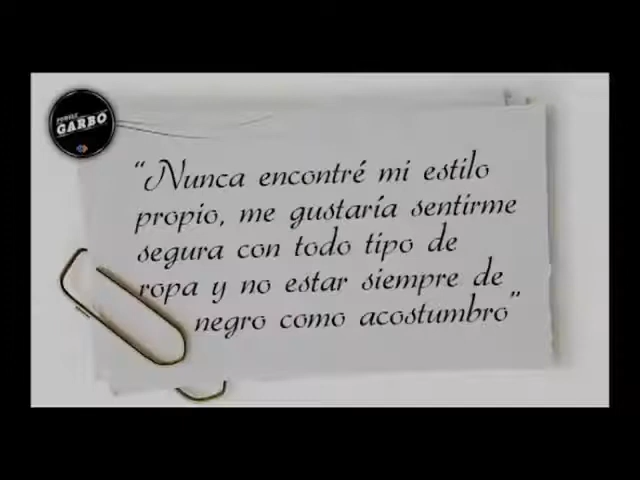 PONELE
GARBO
“Nunca encontré mi estilo
propio, me gustaría sentirme
segura con todo tipo de
ropa y no estar siempre de
negro como acostumbro”